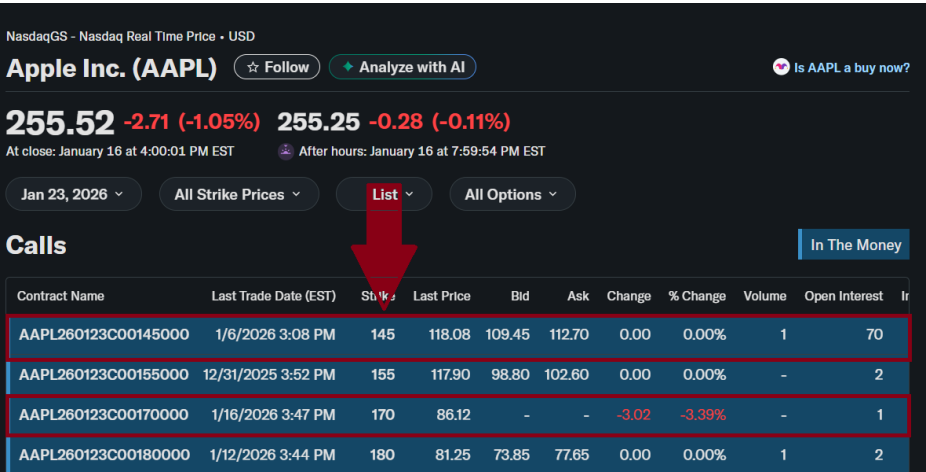 NasdaqGS - Nasdaq Real Time Price • USD
Apple Inc. (AAPL) ☆ Follow Analyze with AI Is AAPL a buy now?
255.52 -2.71 (-1.05%) 255.25 -0.28 (-0.11%)
At close: January 16 at 4:00:01 PM EST After hours: January 16 at 7:59:54 PM EST
Jan 23, 2026 All Strike Prices List All Options
Calls In The Money
Contract Name Last Trade Date (EST) Strike Last Price Bid Ask Change % Change Volume Open Interest
AAPL260123C00145000 1/6/2026 3:08 PM 145 118.08 109.45 112.70 0.00 0.00% 1 70
AAPL260123C00155000 12/31/2025 3:52 PM 155 117.90 98.80 102.60 0.00 0.00% - 2
AAPL260123C00170000 1/16/2026 3:47 PM 170 86.12 - - -3.02 -3.39% - 1
AAPL260123C00180000 1/12/2026 3:44 PM 180 81.25 73.85 77.65 0.00 0.00% 1 2